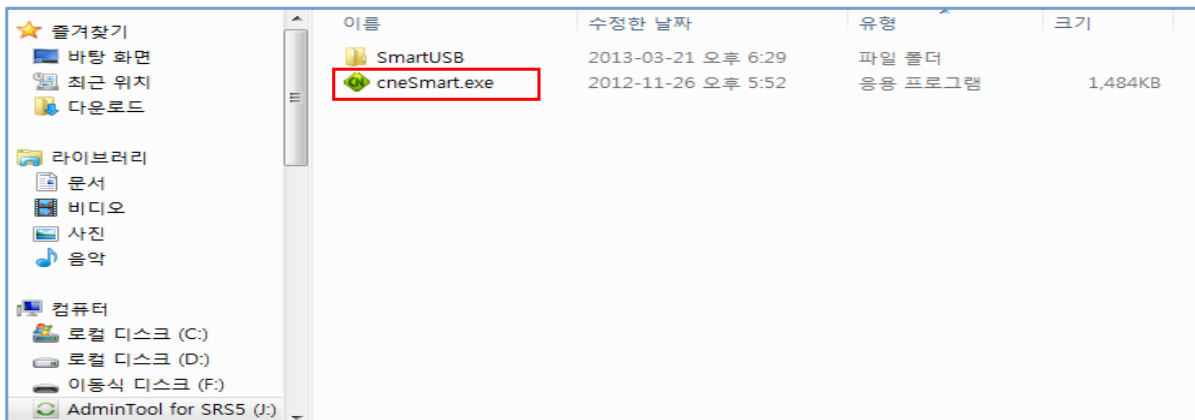 즐겨찾기
바탕 화면
최근 위치
다운로드
라이브러리
문서
비디오
사진
음악
컴퓨터
로컬 디스크 (C:)
로컬 디스크 (D:)
이동식 디스크 (F:)
AdminTool for SRS5 (J:)
이름 수정한 날짜 유형 크기
SmartUSB 2013-03-21 오후 6:29 파일 폴더
CN cneSmart.exe 2012-11-26 오후 5:52 응용 프로그램 1,484KB